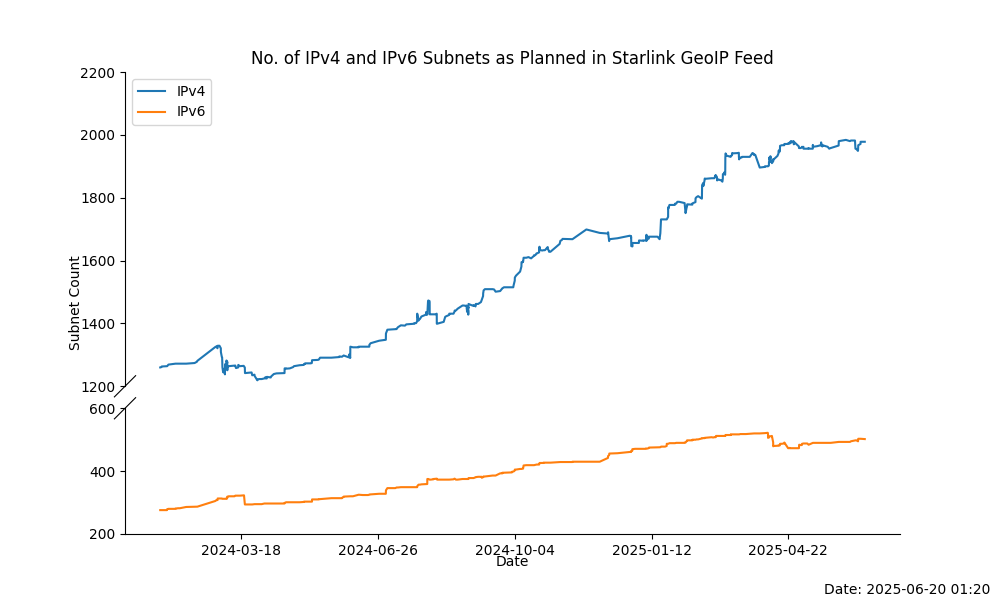 No. of IPv4 and IPv6 Subnets as Planned in Starlink GeoIP Feed
IPv4
IPv6
2200
2000
1800
1600
1400
1200
600
400
200
Subnet Count
2024-03-18
2024-06-26
2024-10-04
2025-01-12
2025-04-22
Date
Date: 2025-06-20 01:20